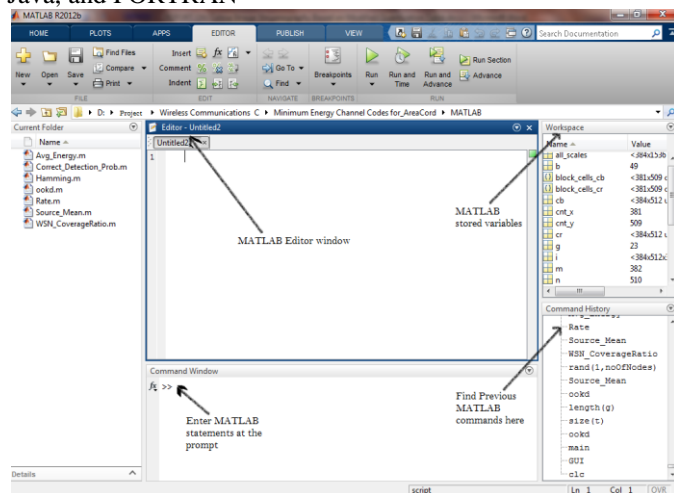 Java, and FORTRAN
MATLAB R2012b
HOME PLOTS APPS EDITOR PUBLISH VIEW
Search Documentation
New Open Save
Find Files
Compare
Print
Insert
Comment
Indent
Go To
Find
Breakpoints
Run
Run and Time
Run and Advance
Run Section
Advance
FILE EDIT NAVIGATE BREAKPOINTS RUN
D: Project Wireless Communications C Minimum Energy Channel Codes for_AreaCord MATLAB
Current Folder
Name
Avg_Energy.m
Correct_Detection_Prob.m
Hamming.m
ookd.m
Rate.m
Source_Mean.m
WSN_CoverageRatio.m
Details
Editor - Untitled2
Untitled2
1
MATLAB Editor window
MATLAB
stored variables
Command Window
fx >>
Enter MATLAB
statements at the
prompt
Find Previous
MATLAB
commands here
Workspace
Name Value
all_scales <384x153
b 49
block_cells_cb <381x509 c
block_cells_cr <381x509 c
cb <384x512 u
cnt_x 381
cnt_y 509
cr <384x512 u
g 23
i <384x512x
m 382
n 510
Command History
Rate
Source_Mean
WSN_CoverageRatio
rand(1,noOfNodes)
Source_Mean
ookd
length(g)
size(t)
ookd
main
GUI
clc
script Ln 1 Col 1 OVR